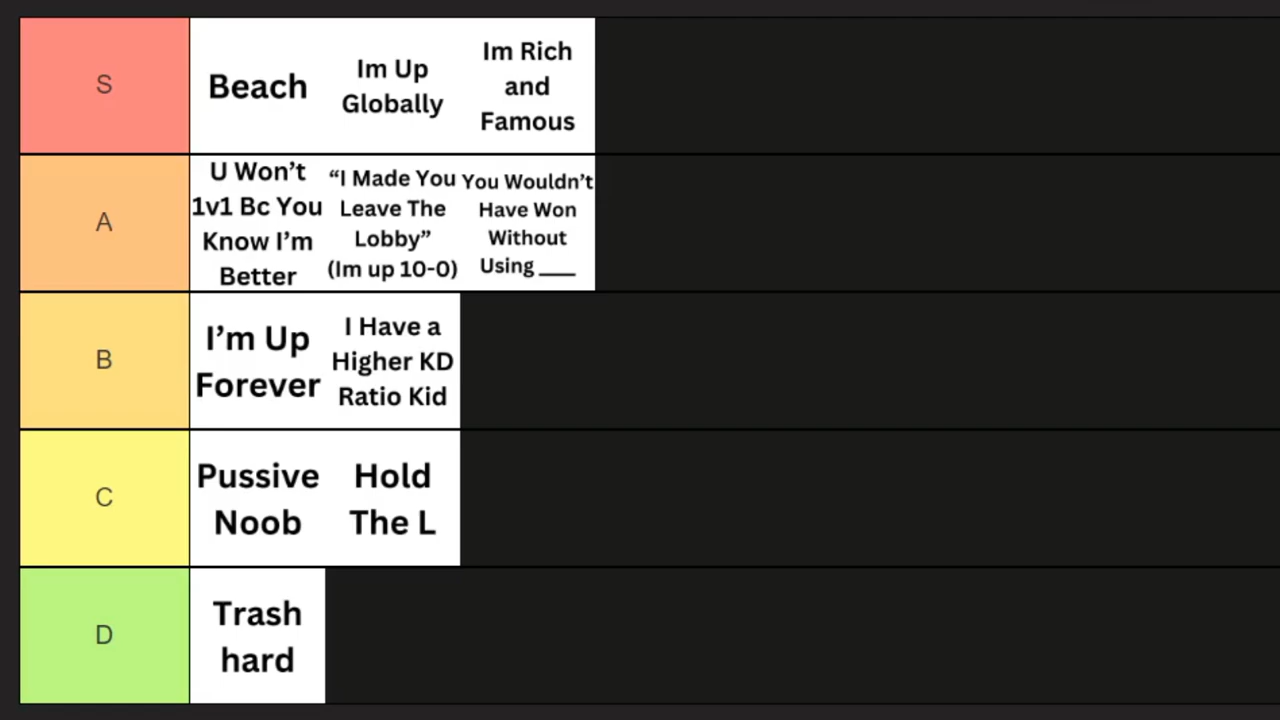 S
Beach
Im Up
Globally
Im Rich
and
Famous
A
U Won’t
1v1 Bc You
Know I’m
Better
“I Made You
Leave The
Lobby”
(Im up 10-0)
You Wouldn’t
Have Won
Without
Using ___
B
I’m Up
Forever
I Have a
Higher KD
Ratio Kid
C
Pussive
Noob
Hold
The L
D
Trash
hard